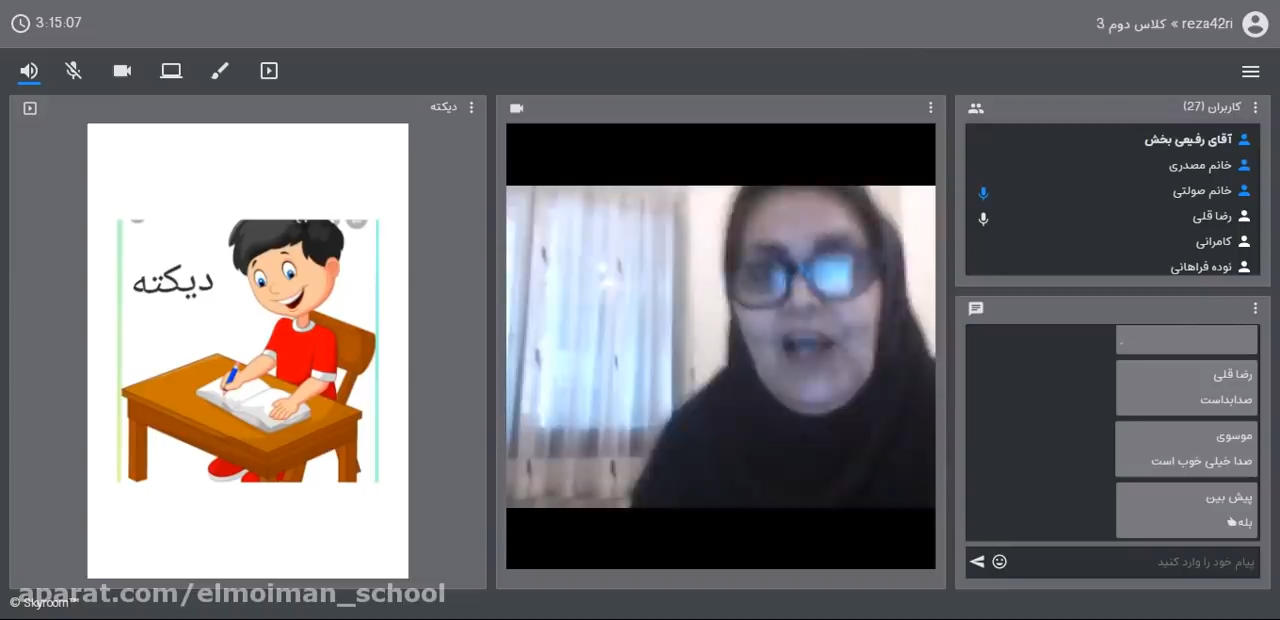 3:15:07
reza42ri » کلاس دوم 3
دیکته
دیکته
کاربران (27)
آقای رفیعی بخش
خانم مصدری
خانم صولتی
رضا قلی
کامرانی
نوده فراهانی
.
رضا قلی
صدابداست
موسوی
صدا خیلی خوب است
پیش بین
بله
پیام خود را وارد کنید
aparat.com/elmoiman_school
© Skyroom™